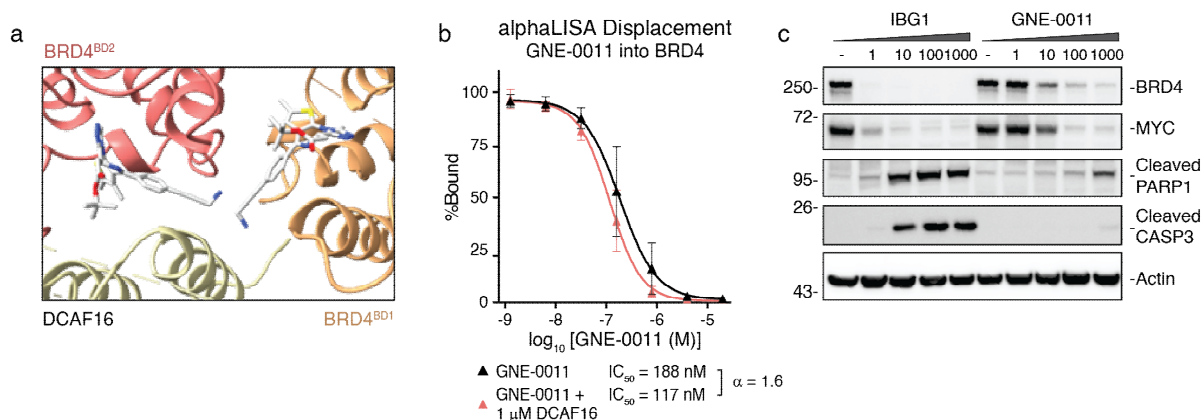 a
BRD4BD2
DCAF16
BRD4BD1
b
alphaLISA Displacement
GNE-0011 into BRD4
%Bound
100
75
50
25
0
-9 -8 -7 -6 -5
log10 [GNE-0011 (M)]
GNE-0011 IC50 = 188 nM
GNE-0011 + 1 μM DCAF16 IC50 = 117 nM
α = 1.6
c
IBG1 GNE-0011
- 1 10 100 1000 - 1 10 100 1000
250- -BRD4
72-
-MYC
95- Cleaved
PARP1
26-
Cleaved
CASP3
43- -Actin